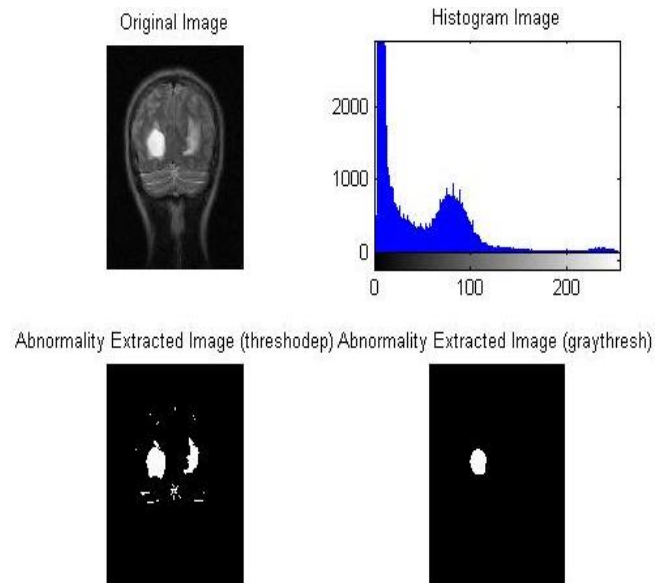 Original Image
Histogram Image
2000
1000
0
0 100 200
Abnormality Extracted Image (threshodep)
Abnormality Extracted Image (graythresh)